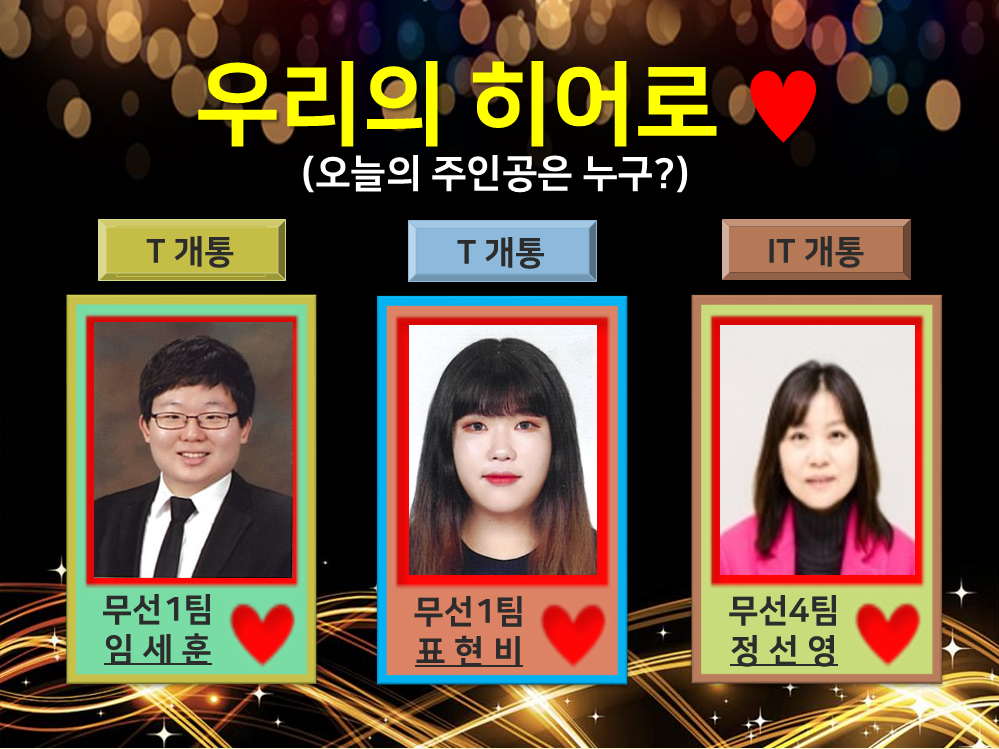 우리의 히어로 ♥
(오늘의 주인공은 누구?)
T 개통
T 개통
IT 개통
무선1팀
임 세 훈
무선1팀
표 현 비
무선4팀
정 선 영